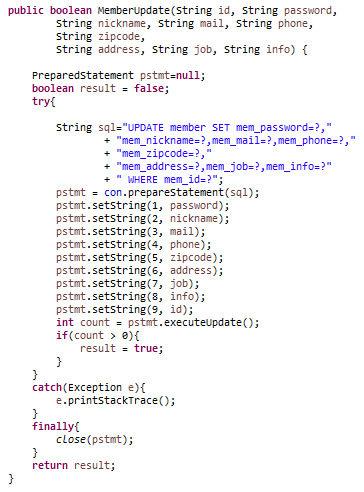 public boolean MemberUpdate(String id, String password,
        String nickname, String mail, String phone,
        String zipcode,
        String address, String job, String info) {

    PreparedStatement pstmt=null;
    boolean result = false;
    try{

        String sql="UPDATE member SET mem_password=?,"
                + "mem_nickname=?,mem_mail=?,mem_phone=?,"
                + "mem_zipcode=?,"
                + "mem_address=?,mem_job=?,mem_info=?"
                + " WHERE mem_id=?";
        pstmt = con.prepareStatement(sql);
        pstmt.setString(1, password);
        pstmt.setString(2, nickname);
        pstmt.setString(3, mail);
        pstmt.setString(4, phone);
        pstmt.setString(5, zipcode);
        pstmt.setString(6, address);
        pstmt.setString(7, job);
        pstmt.setString(8, info);
        pstmt.setString(9, id);
        int count = pstmt.executeUpdate();
        if(count > 0){
            result = true;
        }
    }
    catch(Exception e){
        e.printStackTrace();
    }
    finally{
        close(pstmt);
    }
    return result;
}